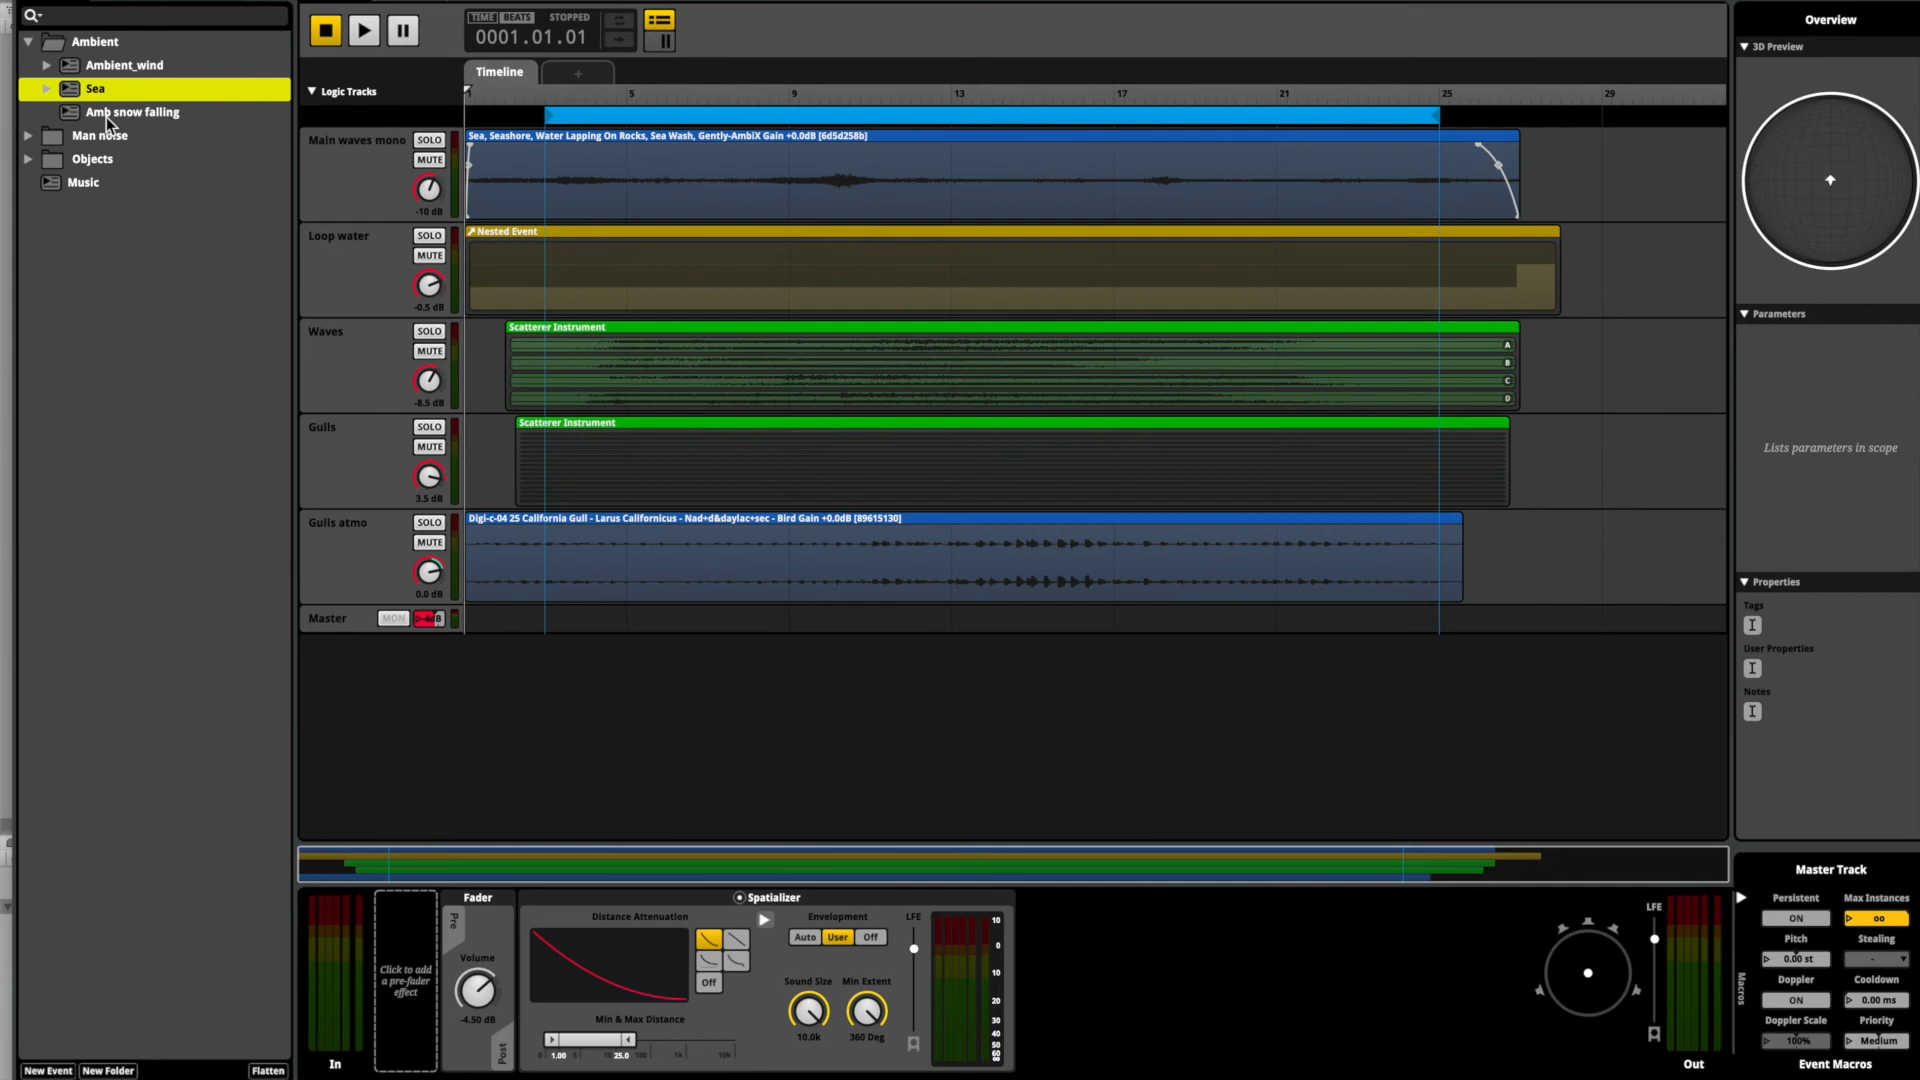 Ambient
Ambient_wind
Sea
Amb snow falling
Man noise
Objects
Music
New Event
New Folder
Flatten
TIME BEATS STOPPED
0001.01.01
Timeline
+
Logic Tracks
1 5 9 13 17 21 25 29
Main waves mono
SOLO
MUTE
-10 dB
Sea, Seashore, Water Lapping On Rocks, Sea Wash, Gently-AmbiX Gain +0.0dB [6d5d258b]
Loop water
SOLO
MUTE
-0.5 dB
Nested Event
Waves
SOLO
MUTE
-8.5 dB
Scatterer Instrument
A
B
C
D
Gulls
SOLO
MUTE
3.5 dB
Scatterer Instrument
Gulls atmo
SOLO
MUTE
0.0 dB
Digi-c-04 25 California Gull - Larus Californicus - Nad+d&daylac+sec - Bird Gain +0.0dB [89615130]
Master
MON
In
Click to add
a pre-fader
effect
Fader
Pre
Volume
-4.50 dB
Post
Spatializer
Distance Attenuation
Off
Min & Max Distance
0 1.00 5 25.0 100 1k 10k
Envelopment
Auto User Off
Sound Size
10.0k
Min Extent
360 Deg
LFE
10
0
10
20
30
40
50
60
LFE
Out
Overview
3D Preview
Parameters
Lists parameters in scope
Properties
Tags
User Properties
Notes
Master Track
Macros
Persistent
ON
Max Instances
oo
Pitch
0.00 st
Stealing
-
Doppler
ON
Cooldown
0.00 ms
Doppler Scale
100%
Priority
Medium
Event Macros